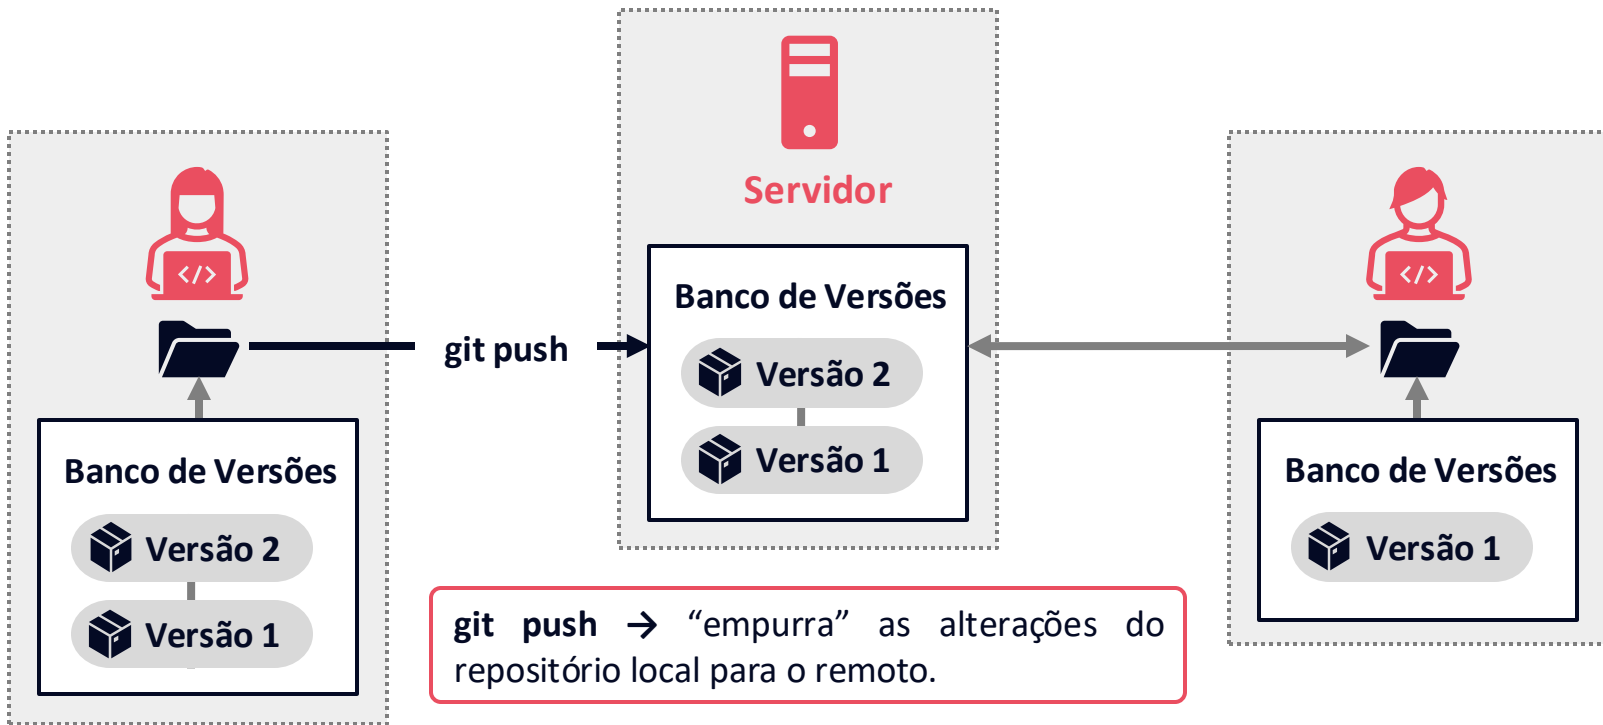 Servidor
Banco de Versões
Versão 2
Versão 1
git push
Banco de Versões
Versão 2
Versão 1
Banco de Versões
Versão 1
git push → “empurra” as alterações do
repositório local para o remoto.